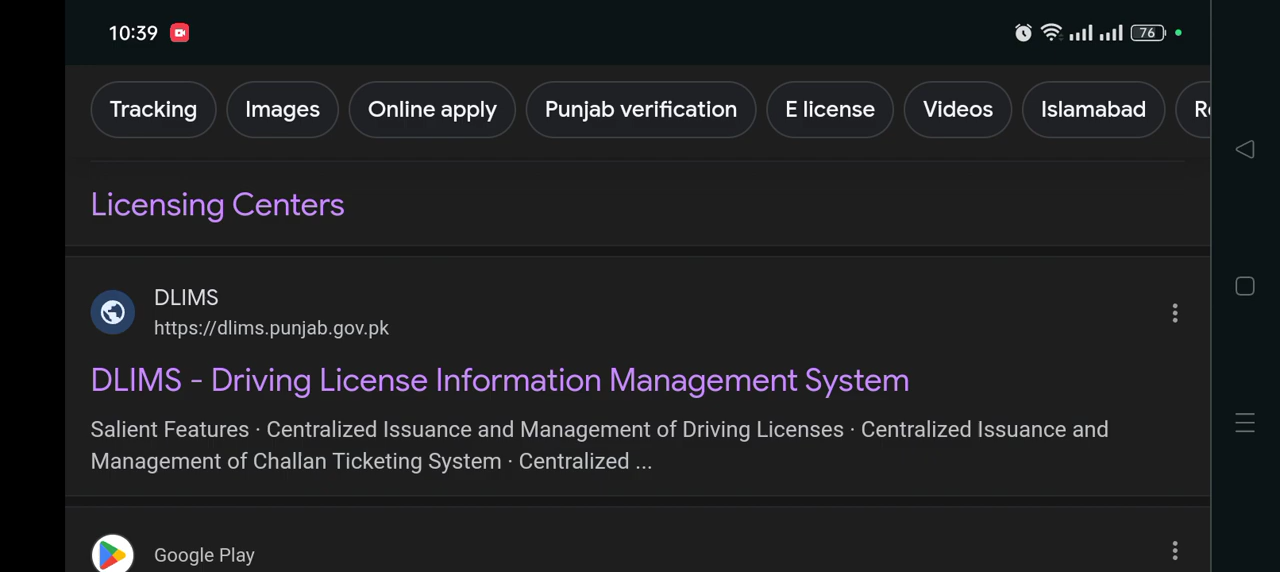 10:39
76
Tracking Images Online apply Punjab verification E license Videos Islamabad
Licensing Centers
DLIMS
https://dlims.punjab.gov.pk
DLIMS - Driving License Information Management System
Salient Features · Centralized Issuance and Management of Driving Licenses · Centralized Issuance and
Management of Challan Ticketing System · Centralized ...
Google Play